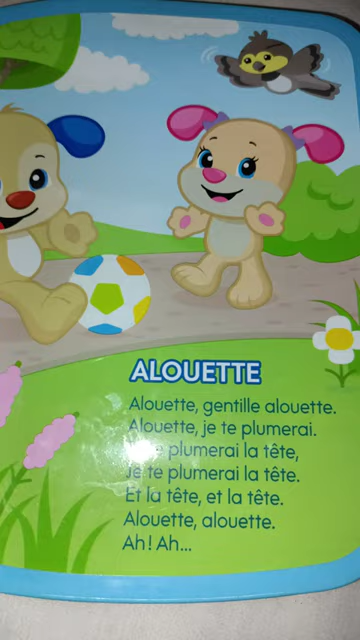 ALOUETTE
Alouette, gentille alouette.
Alouette, je te plumerai.
plumerai la tête,
Je te plumerai la tête.
Et la tête, et la tête.
Alouette, alouette.
Ah! Ah...